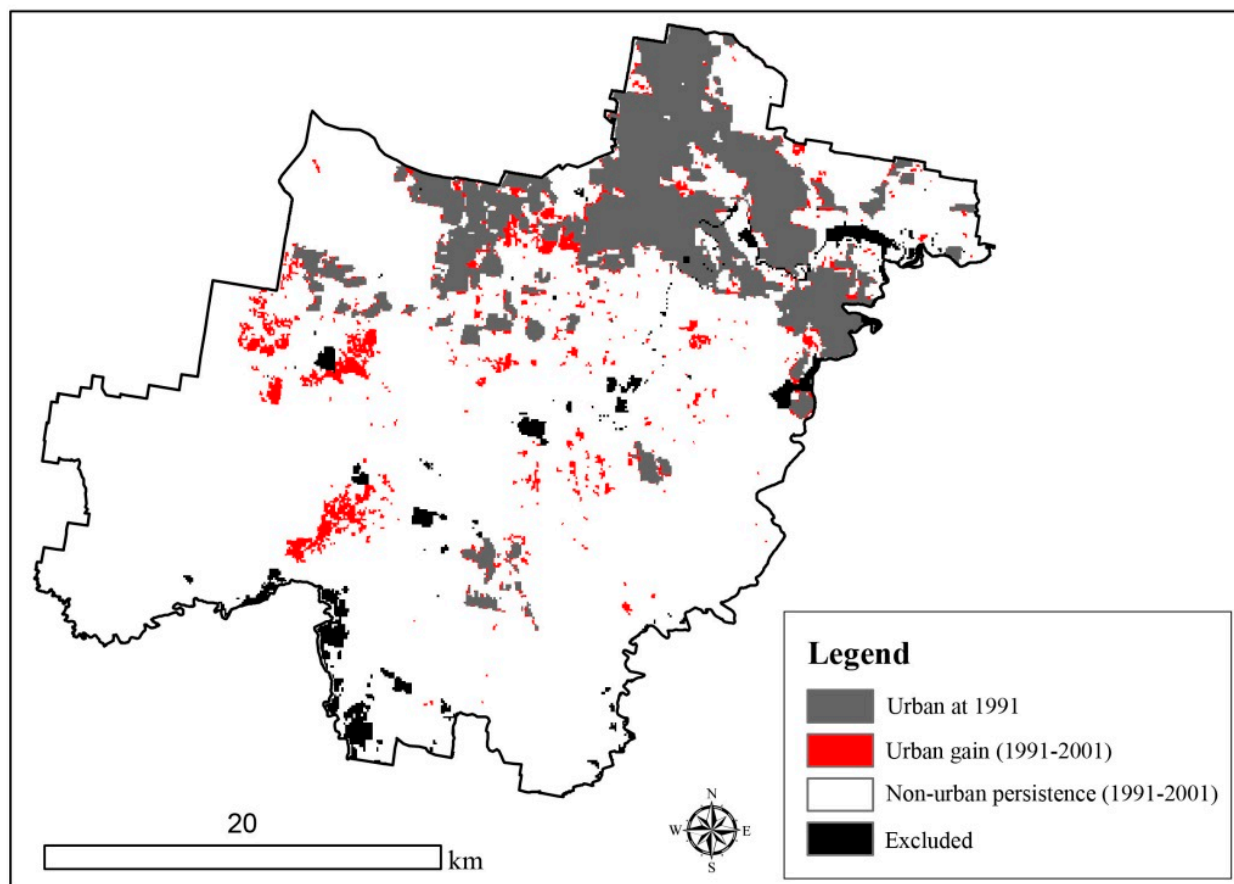 Legend
Urban at 1991
Urban gain (1991-2001)
Non-urban persistence (1991-2001)
Excluded
N
W E
S
20
km